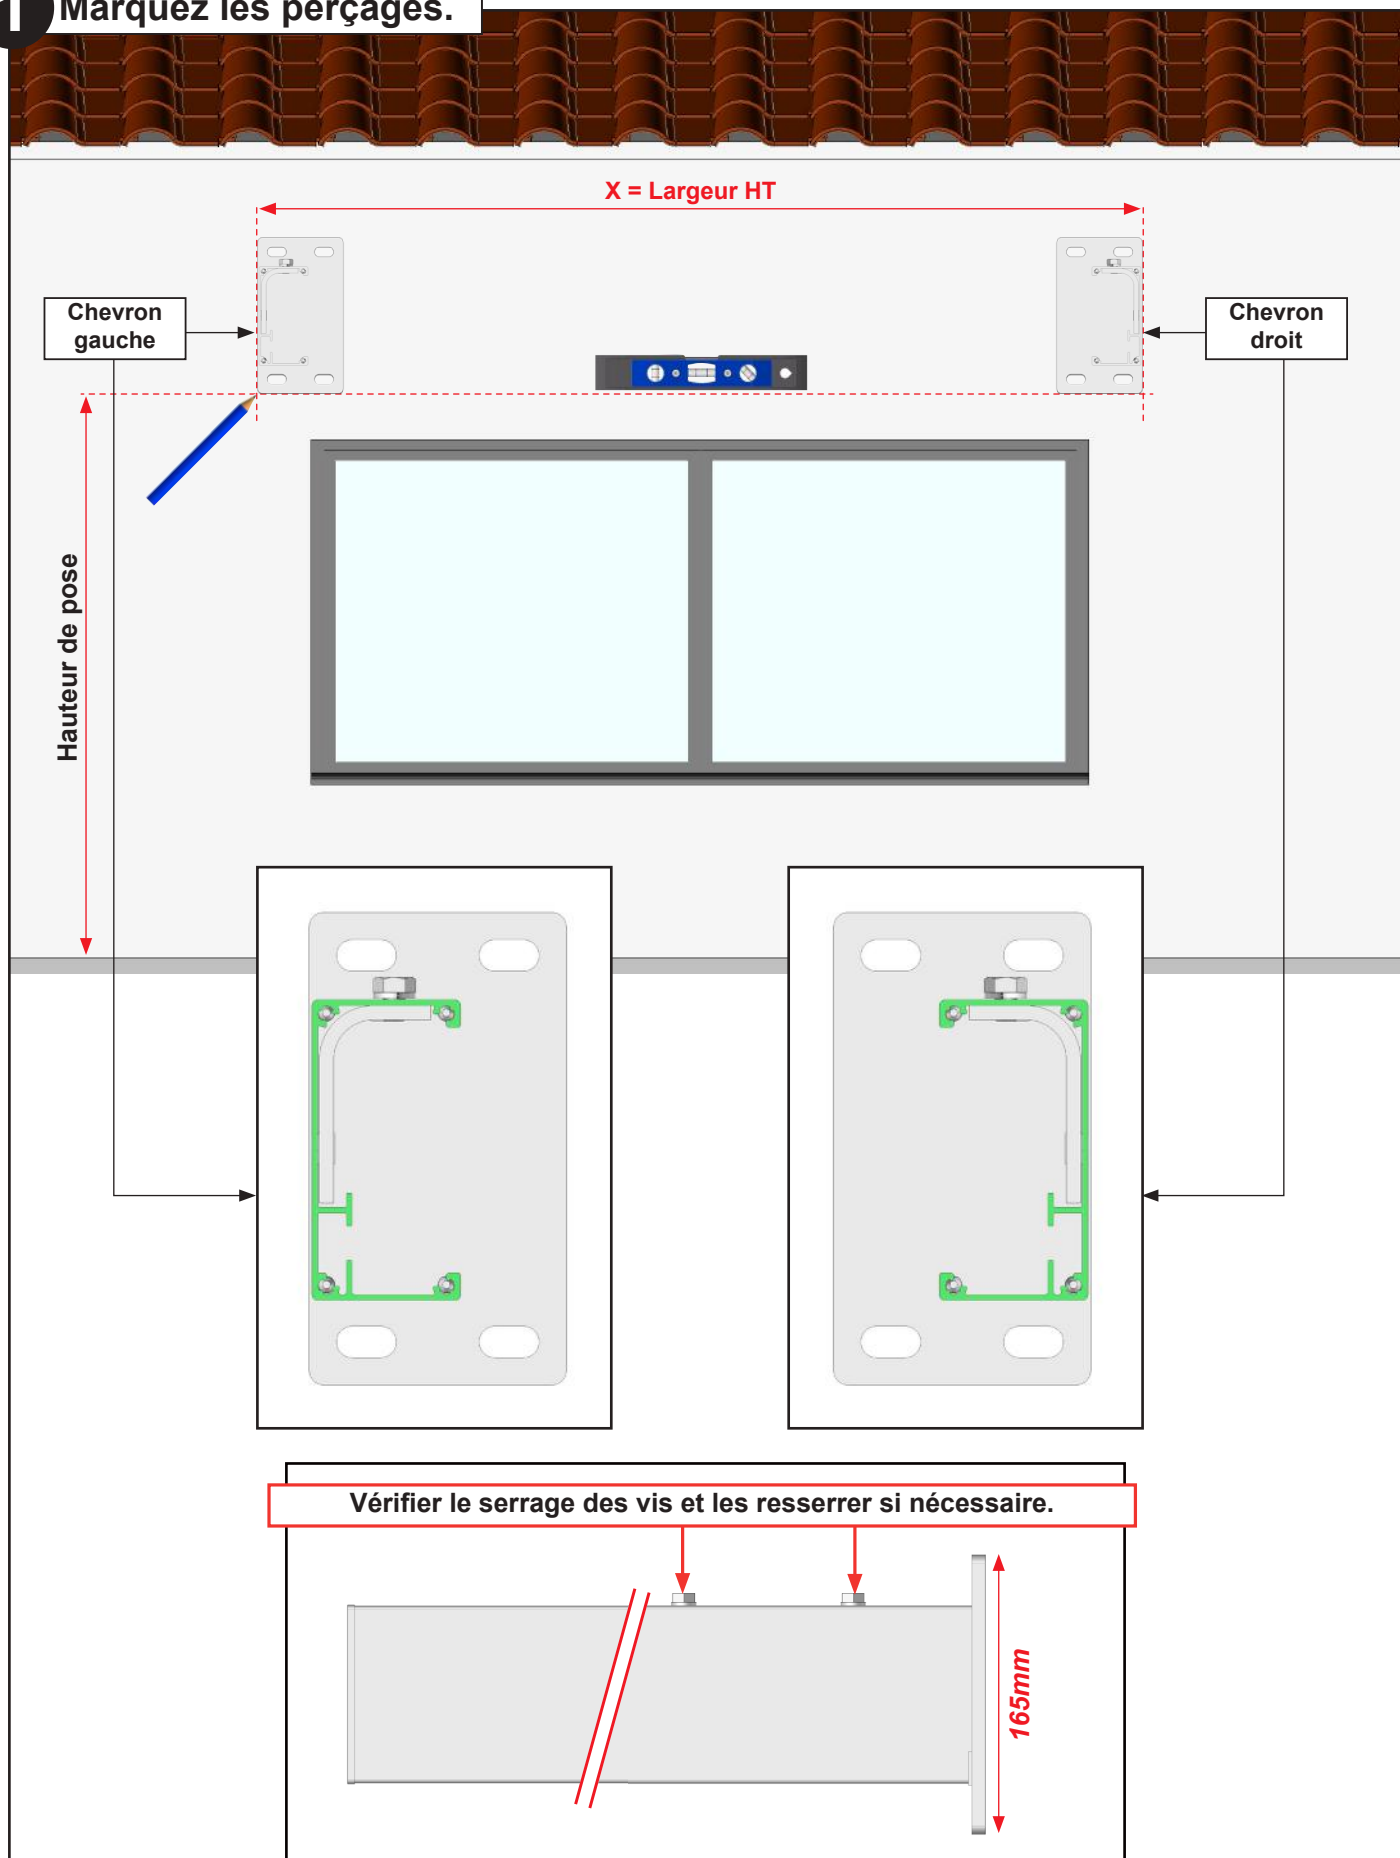 1 Marquez les perçages.
X = Largeur HT
Chevron
gauche
Chevron
droit
Hauteur de pose
Vérifier le serrage des vis et les resserrer si nécessaire.
165mm